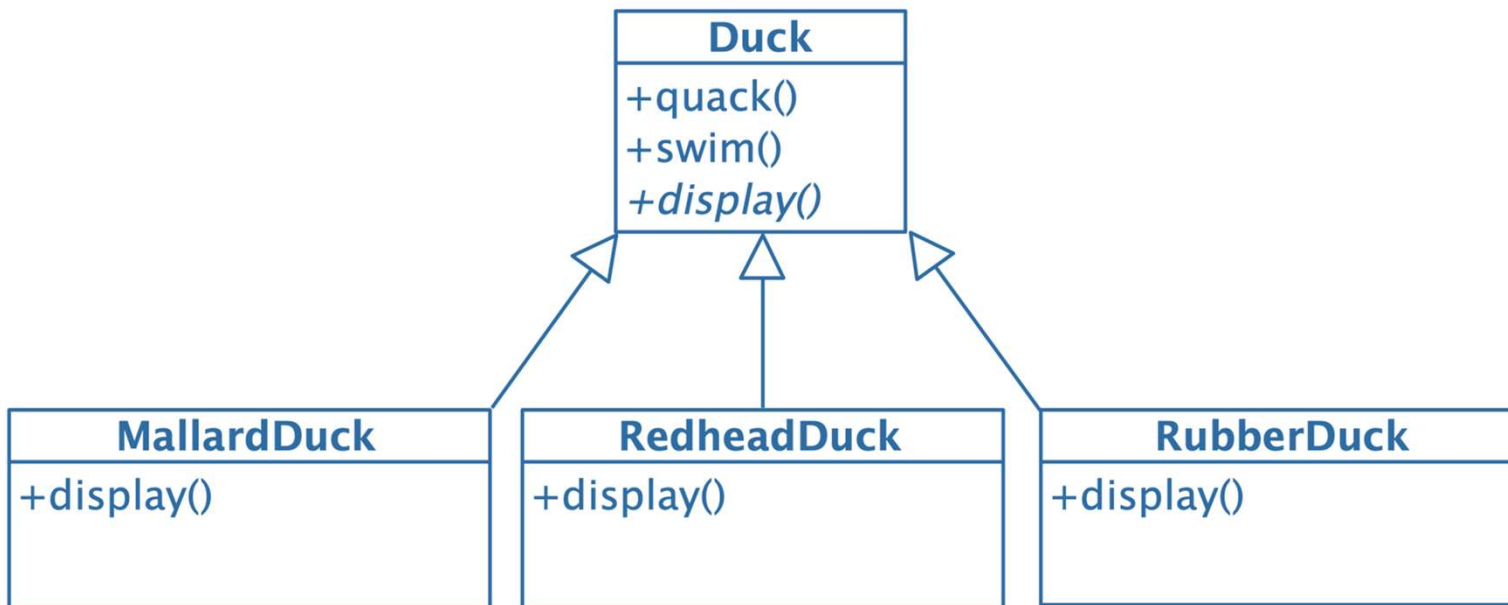 Duck
+quack()
+swim()
+display()
MallardDuck
+display()
RedheadDuck
+display()
RubberDuck
+display()